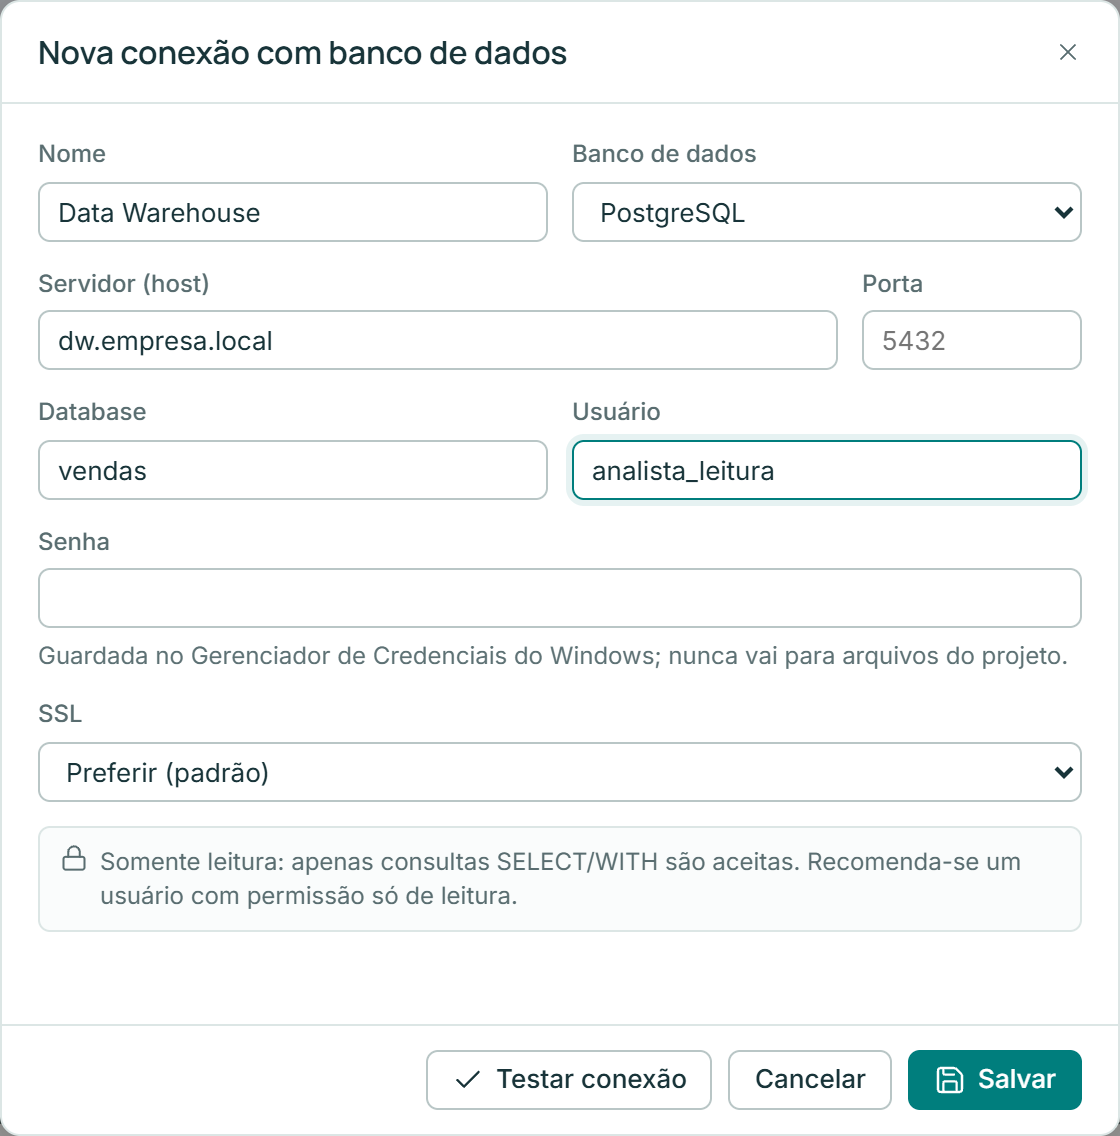 Nova conexão com banco de dados
Nome
Banco de dados
Data Warehouse
PostgreSQL
Servidor (host)
Porta
dw.empresa.local
5432
Database
Usuário
vendas
analista_leitura
Senha
Guardada no Gerenciador de Credenciais do Windows; nunca vai para arquivos do projeto.
SSL
Preferir (padrão)
Somente leitura: apenas consultas SELECT/WITH são aceitas. Recomenda-se um
usuário com permissão só de leitura.
Testar conexão
Cancelar
Salvar